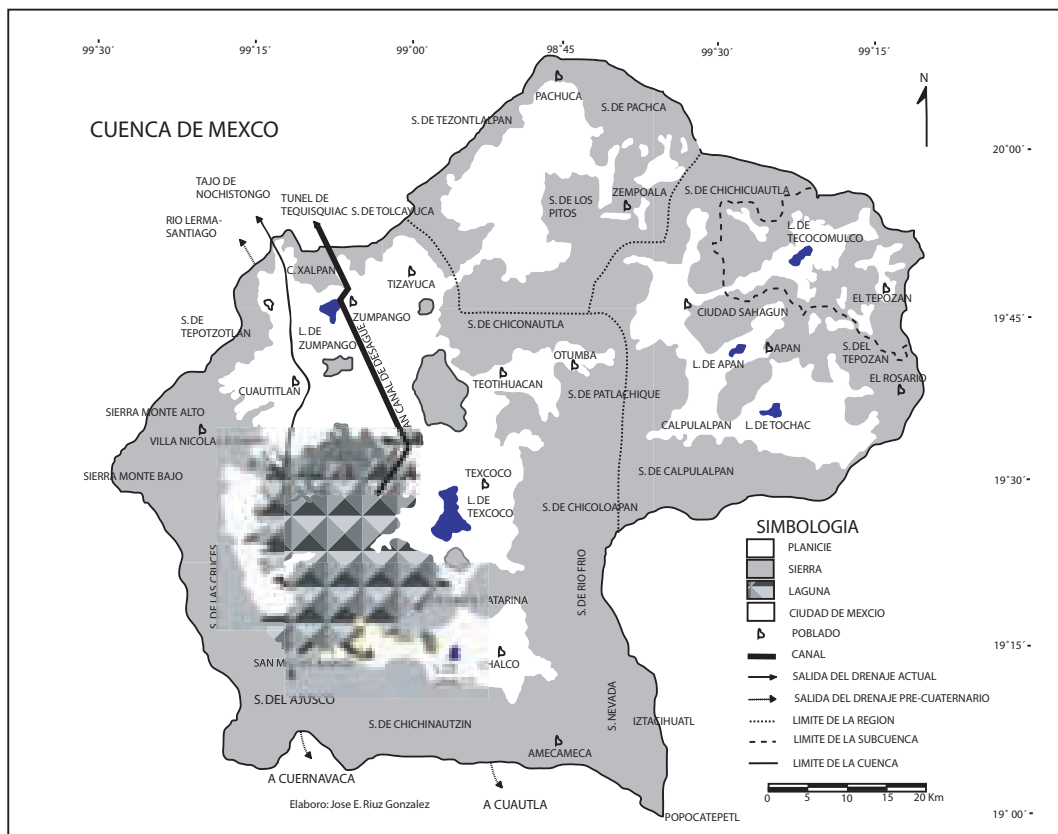 99°30´
99°15´
99°00´
98°45´
99°30´
99°15´
N
CUENCA DE MEXCO
PACHUCA
S. DE PACHCA
S. DE TEZONTLALPAN
20°00´
TAJO DE
NOCHISTONGO
TUNEL DE
TEQUISQUIAC
S. DE TOLCAYUCA
RIO LERMA-
SANTIAGO
ZEMPOALA
S. DE LOS
PITOS
S. DE CHICHICUAUTLA
L. DE
TECOCOMULCO
C. XALPAN
TIZAYUCA
EL TEPOZAN
ZUMPANGO
CIUDAD SAHAGUN
S. DE
TEPOTZOTLAN
L. DE
ZUMPANGO
S. DE CHICONAUTLA
19°45´
CANAL DE DESAGUE
OTUMBA
L. DE APAN
APAN
S. DEL
TEPOZAN
TEOTIHUACAN
EL ROSARIO
CUAUTITLAN
S. DE PATLACHIQUE
SIERRA MONTE ALTO
CALPULALPAN
L. DE TOCHAC
VILLA NICOLA
SIERRA MONTE BAJO
TEXCOCO
S. DE CALPULALPAN
19°30´
L. DE
TEXCOCO
S. DE CHICOLOAPAN
S. DE LAS CRUCES
S. DE RIO FRIO
ATARINA
SAN M
HALCO
19°15´
S. DEL AJUSCO
S. DE CHICHINAUTZIN
S. NEVADA
IZTACIHUATL
AMECAMECA
A CUERNAVACA
A CUAUTLA
Elaboro: Jose E. Riuz Gonzalez
POPOCATEPETL
19°00´
SIMBOLOGIA
PLANICIE
SIERRA
LAGUNA
CIUDAD DE MEXCIO
POBLADO
CANAL
SALIDA DEL DRENAJE ACTUAL
SALIDA DEL DRENAJE PRE-CUATERNARIO
LIMITE DE LA REGION
LIMITE DE LA SUBCUENCA
LIMITE DE LA CUENCA
0 5 10 15 20 Km